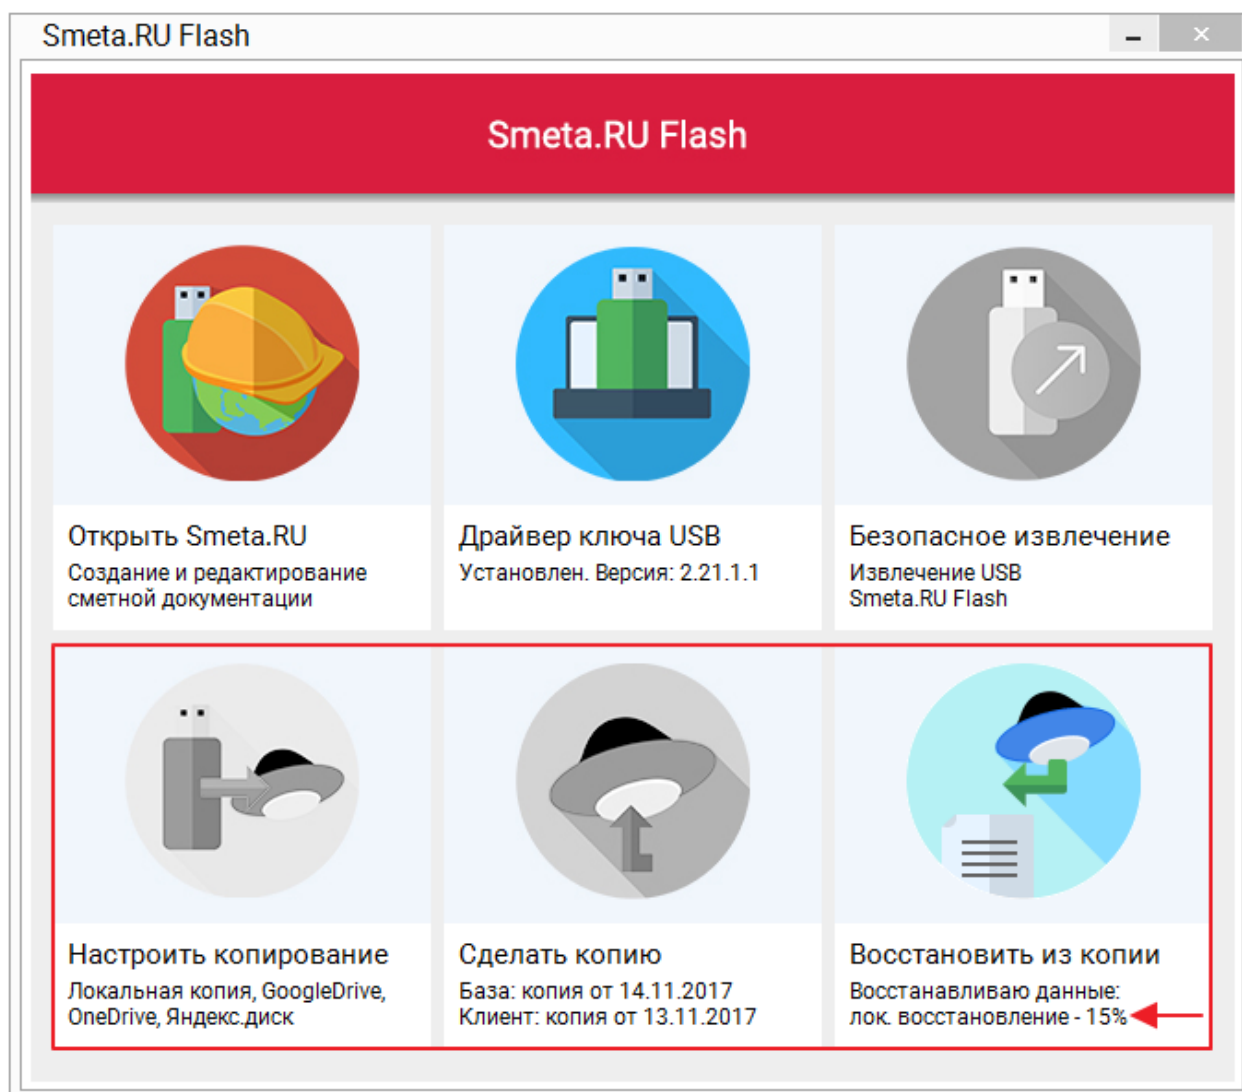 Smeta.RU Flash
Smeta.RU Flash
Открыть Smeta.RU
Создание и редактирование
сметной документации
Драйвер ключа USB
Установлен. Версия: 2.21.1.1
Безопасное извлечение
Извлечение USB
Smeta.RU Flash
Настроить копирование
Локальная копия, GoogleDrive,
OneDrive, Яндекс.диск
Сделать копию
База: копия от 14.11.2017
Клиент: копия от 13.11.2017
Восстановить из копии
Восстанавливаю данные:
лок. восстановление - 15%